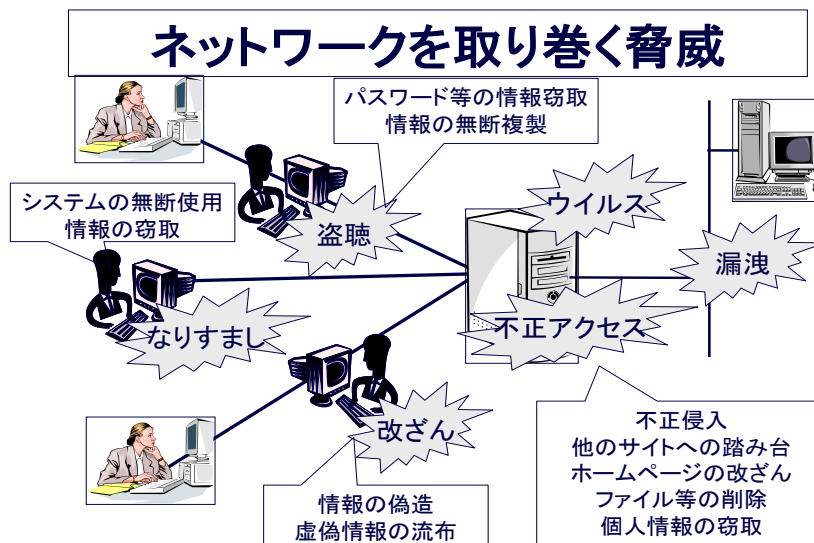 ネットワークを取り巻く脅威
パスワード等の情報窃取
情報の無断複製
システムの無断使用
情報の窃取
ウイルス
盗聴
漏洩
なりすまし
不正アクセス
改ざん
不正侵入
他のサイトへの踏み台
ホームページの改ざん
ファイル等の削除
個人情報の窃取
情報の偽造
虚偽情報の流布